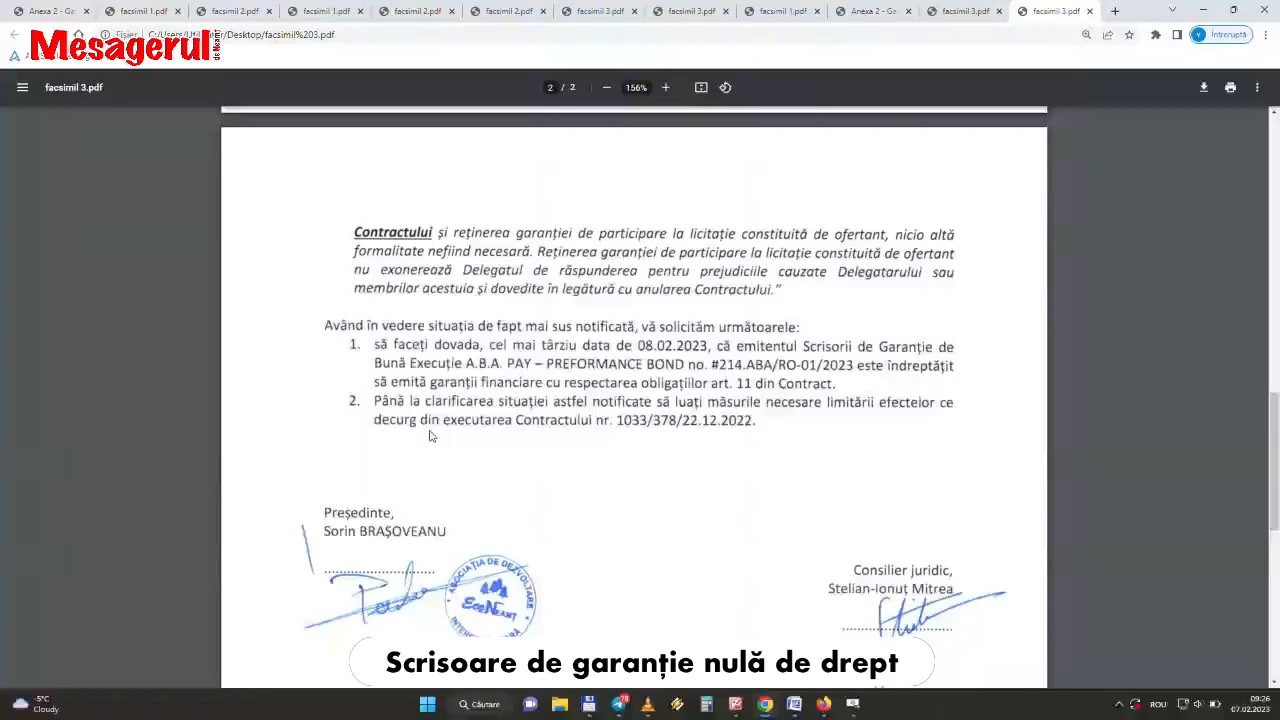 Anexa 2 - Ga
facsimil 1.pdf
facsimil 2.pdf
facsimil 1.pdf
facsimil 2.pdf
facsimil 2.pdf
facsimil 3.pdf
facsimil 3.pdf
facsimil 1.pdf
Anexa 2 - Ga
facsimil 3.pdf
facsimil 3.pdf
Mesagerul
de Neamț
/Desktop/facsimil%203.pdf
Întreruptă
facsimil 3.pdf
2 / 2
156%
Contractului și reținerea garanției de participare la licitație constituită de ofertant, nicio altă
formalitate nefiind necesară. Reținerea garanției de participare la licitație constituită de ofertant
nu exonerează Delegatul de răspunderea pentru prejudiciile cauzate Delegatarului sau
membrilor acestuia și dovedite în legătură cu anularea Contractului.”
Având în vedere situația de fapt mai sus notificată, vă solicităm următoarele:
1. să faceți dovada, cel mai târziu data de 08.02.2023, că emitentul Scrisorii de Garanție de
Bună Execuție A.B.A. PAY – PREFORMANCE BOND no. #214.ABA/RO-01/2023 este îndreptățit
să emită garanții financiare cu respectarea obligațiilor art. 11 din Contract.
2. Până la clarificarea situației astfel notificate să luați măsurile necesare limitării efectelor ce
decurg din executarea Contractului nr. 1033/378/22.12.2022.
Președinte,
Sorin BRAȘOVEANU
ASOCIAȚIA DE DEZVOLTARE
EcoNEAMȚ
Consilier juridic,
Stelian-Ionuț Mitrea
Scrisoare de garanție nulă de drept
-5°C
Cloudy
Căutare
78
ROU
09:26
07.02.2023